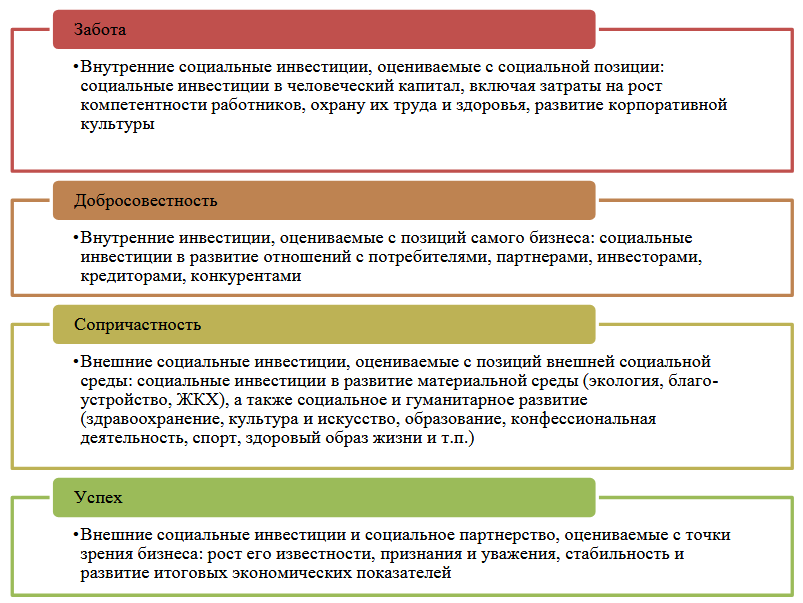 Забота
•Внутренние социальные инвестиции, оцениваемые с социальной позиции:
социальные инвестиции в человеческий капитал, включая затраты на рост
компетентности работников, охрану их труда и здоровья, развитие корпоративной
культуры
Добросовестность
•Внутренние инвестиции, оцениваемые с позиций самого бизнеса: социальные
инвестиции в развитие отношений с потребителями, партнерами, инвесторами,
кредиторами, конкурентами
Сопричастность
•Внешние социальные инвестиции, оцениваемые с позиций внешней социальной
среды: социальные инвестиции в развитие материальной среды (экология, благо-
устройство, ЖКХ), а также социальное и гуманитарное развитие
(здравоохранение, культура и искусство, образование, конфессиональная
деятельность, спорт, здоровый образ жизни и т.п.)
Успех
•Внешние социальные инвестиции и социальное партнерство, оцениваемые с точки
зрения бизнеса: рост его известности, признания и уважения, стабильность и
развитие итоговых экономических показателей